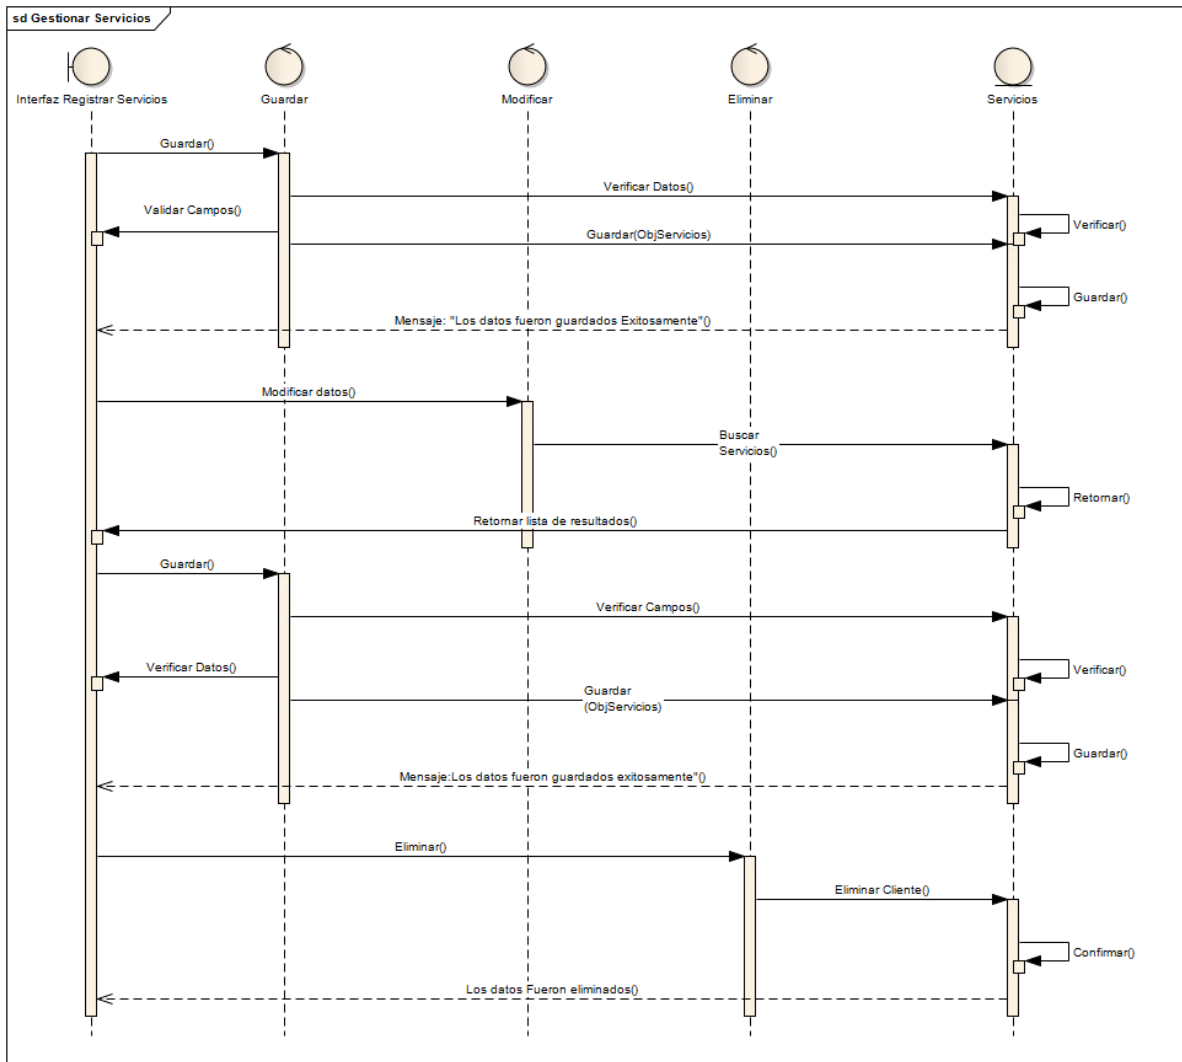 sd Gestionar Servicios
Interfaz Registrar Servicios
Guardar
Modificar
Eliminar
Servicios
Guardar()
Verificar Datos()
Validar Campos()
Verificar()
Guardar(ObjServicios)
Guardar()
Mensaje: "Los datos fueron guardados Exitosamente"()
Modificar datos()
Buscar
Servicios()
Retornar()
Retornar lista de resultados()
Guardar()
Verificar Campos()
Verificar Datos()
Verificar()
Guardar
(ObjServicios)
Guardar()
Mensaje:Los datos fueron guardados exitosamente"()
Eliminar()
Eliminar Cliente()
Confirmar()
Los datos Fueron eliminados()